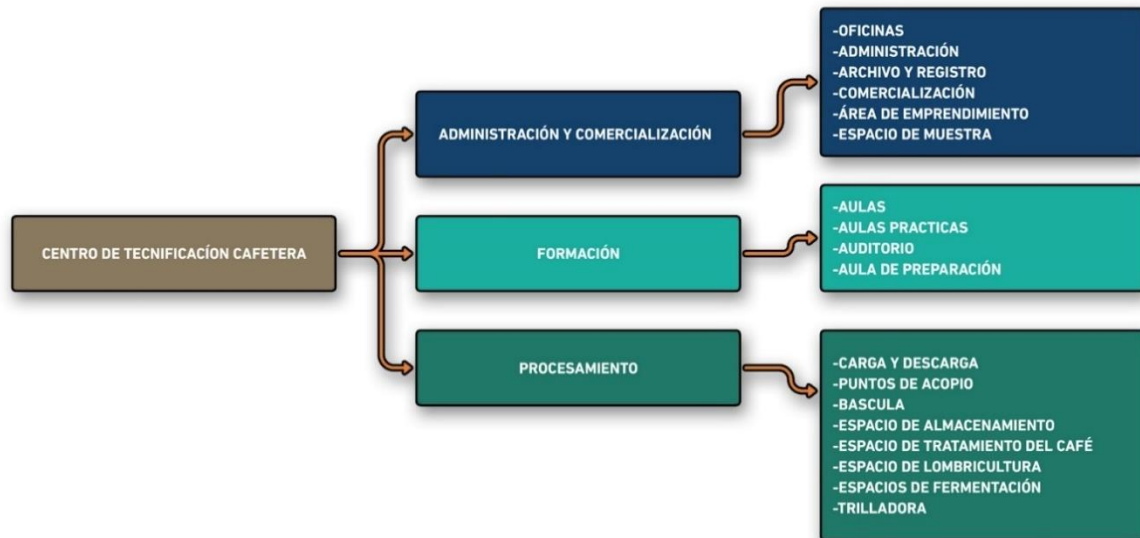 CENTRO DE TECNIFICACÍON CAFETERA
ADMINISTRACIÓN Y COMERCIALIZACIÓN
-OFICINAS
-ADMINISTRACIÓN
-ARCHIVO Y REGISTRO
-COMERCIALIZACIÓN
-ÁREA DE EMPRENDIMIENTO
-ESPACIO DE MUESTRA
FORMACIÓN
-AULAS
-AULAS PRACTICAS
-AUDITORIO
-AULA DE PREPARACIÓN
PROCESAMIENTO
-CARGA Y DESCARGA
-PUNTOS DE ACOPIO
-BASCULA
-ESPACIO DE ALMACENAMIENTO
-ESPACIO DE TRATAMIENTO DEL CAFÉ
-ESPACIO DE LOMBRICULTURA
-ESPACIOS DE FERMENTACIÓN
-TRILLADORA